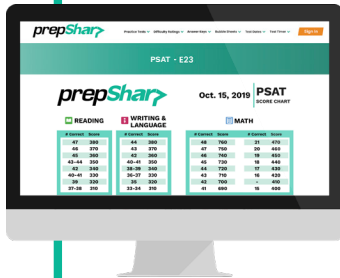 prepSharp
Practice Tests Difficulty Ratings Answer Keys Bubble Sheets Test Dates Test Timer Sign In
PSAT - E23
prepSharp Oct. 15, 2019 PSAT
SCORE CHART
READING WRITING & LANGUAGE MATH
# Correct Score # Correct Score # Correct Score # Correct Score
47 380 44 380 48 760 21 470
46 370 43 370 47 750 20 460
45 360 42 360 46 740 19 450
43-44 350 40-41 350 45 730 18 440
42 340 38-39 340 44 720 17 430
40-41 330 36-37 330 43 710 16 420
39 320 35 320 42 700 - 410
37-38 310 33-34 310 41 690 15 400